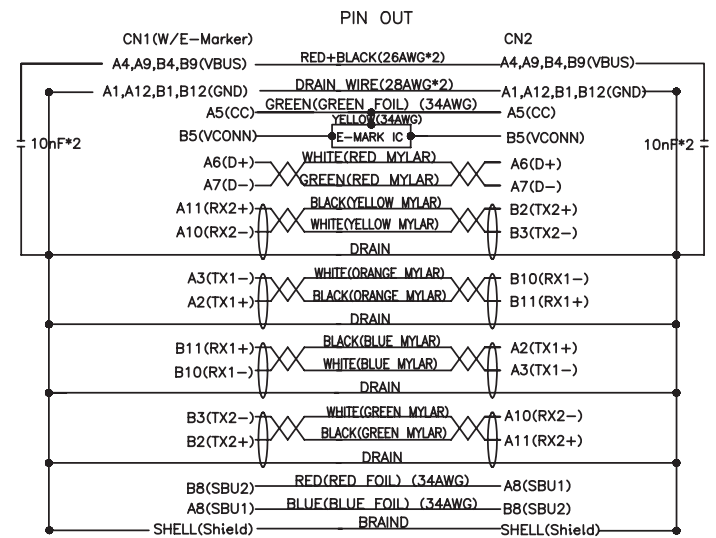 PIN OUT
CN1(W/E-Marker) CN2
A4,A9,B4,B9(VBUS) RED+BLACK(26AWG*2) A4,A9,B4,B9(VBUS)
A1,A12,B1,B12(GND) DRAIN WIRE(28AWG*2) A1,A12,B1,B12(GND)
A5(CC) GREEN(GREEN FOIL) (34AWG) A5(CC)
YELLOW(34AWG)
B5(VCONN) E-MARK IC B5(VCONN)
10nF*2 10nF*2
A6(D+) WHITE(RED MYLAR) A6(D+)
A7(D-) GREEN(RED MYLAR) A7(D-)
A11(RX2+) BLACK(YELLOW MYLAR) B2(TX2+)
A10(RX2-) WHITE(YELLOW MYLAR) B3(TX2-)
DRAIN
A3(TX1-) WHITE(ORANGE MYLAR) B10(RX1-)
A2(TX1+) BLACK(ORANGE MYLAR) B11(RX1+)
DRAIN
B11(RX1+) BLACK(BLUE MYLAR) A2(TX1+)
B10(RX1-) WHITE(BLUE MYLAR) A3(TX1-)
DRAIN
B3(TX2-) WHITE(GREEN MYLAR) A10(RX2-)
B2(TX2+) BLACK(GREEN MYLAR) A11(RX2+)
DRAIN
B8(SBU2) RED(RED FOIL) (34AWG) A8(SBU1)
A8(SBU1) BLUE(BLUE FOIL) (34AWG) B8(SBU2)
SHELL(Shield) BRAIND SHELL(Shield)